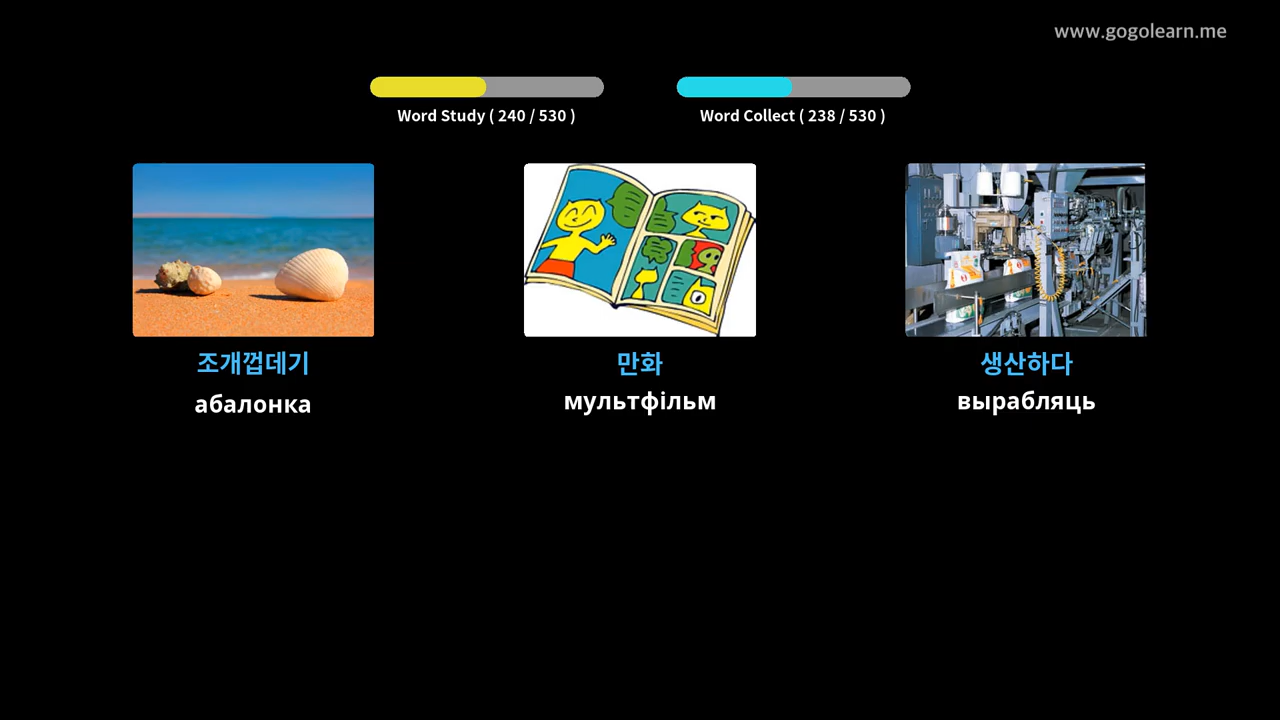 www.gogolearn.me
Word Study ( 240 / 530 )
Word Collect ( 238 / 530 )
조개껍데기
만화
생산하다
абалонка
мультфільм
вырабляць